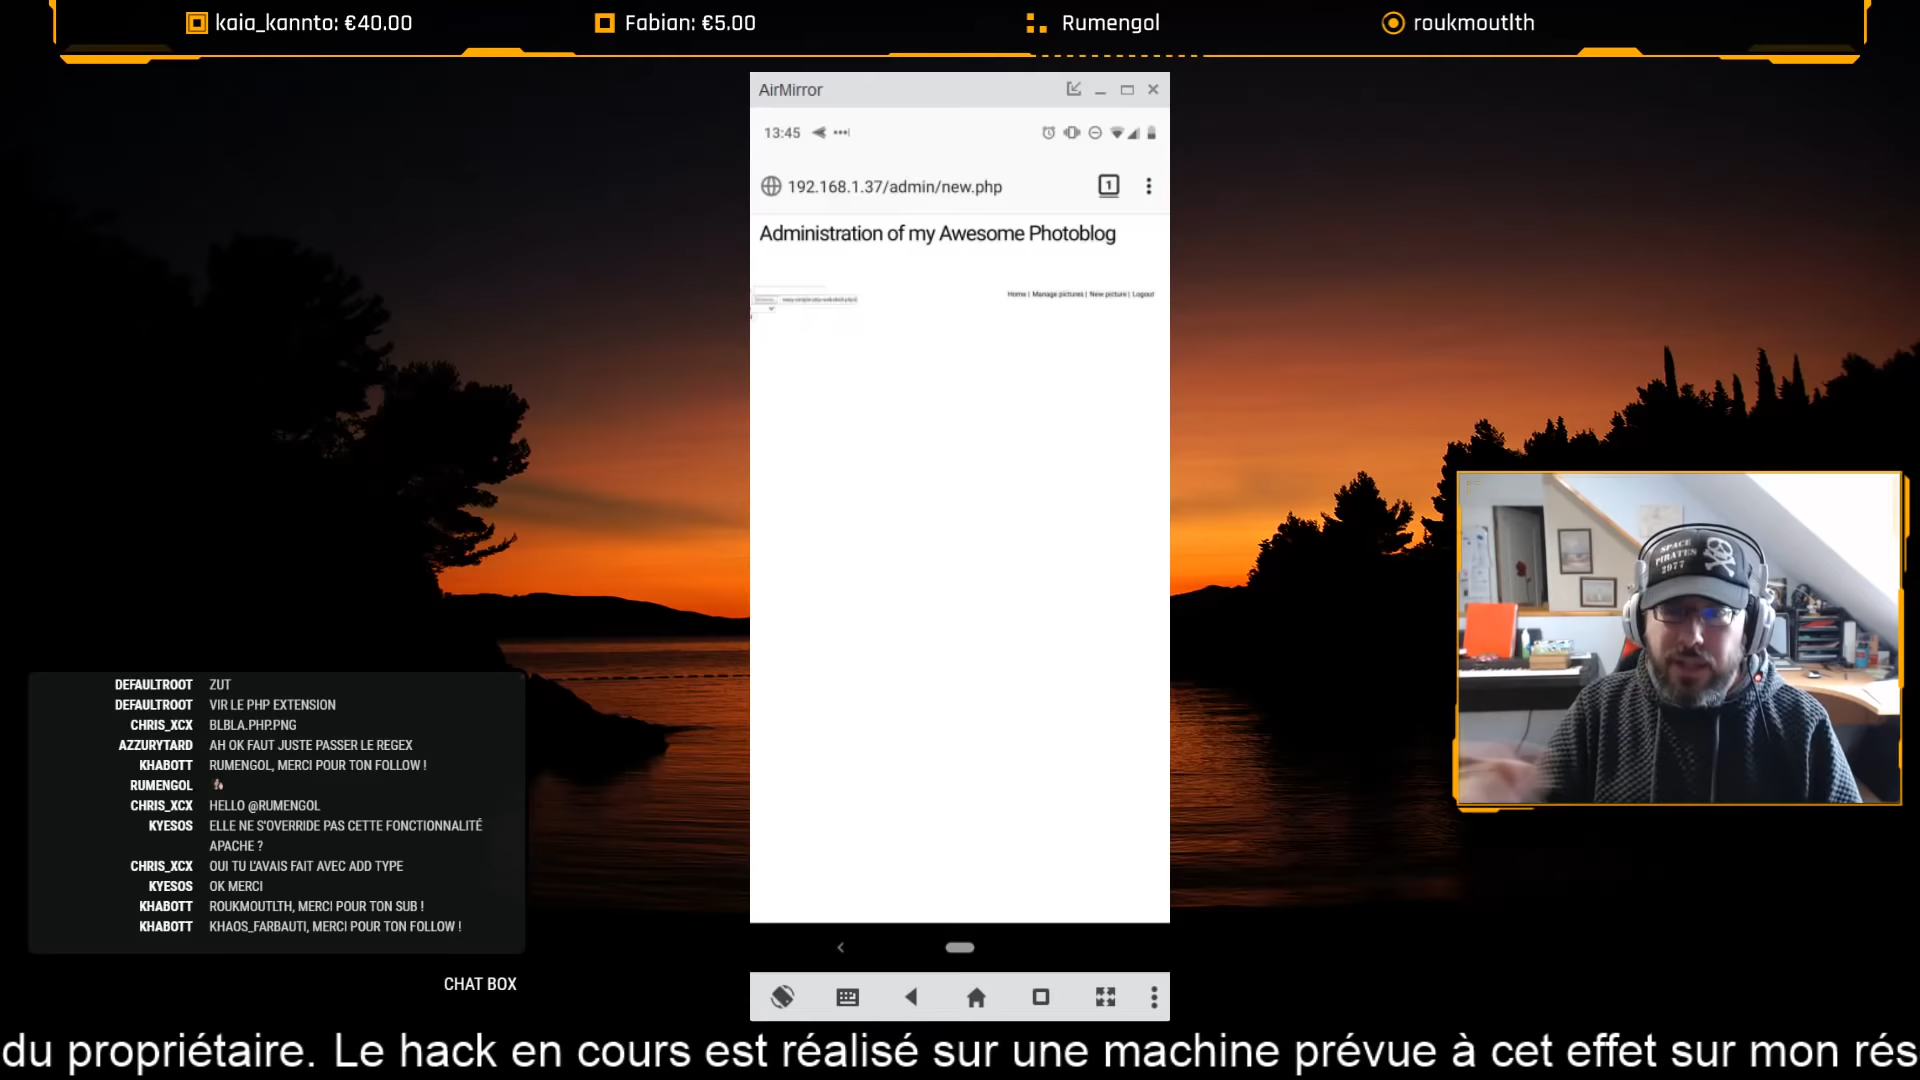 kaia_kannto: €40.00
Fabian: €5.00
Rumengol
roukmoutlth
AirMirror
13:45
192.168.1.37/admin/new.php
1
Administration of my Awesome Photoblog
Home | Manage pictures | New picture | Logout
SPACE
PIRATES
2977
DEFAULTROOT ZUT
DEFAULTROOT VIR LE PHP EXTENSION
CHRIS_XCX BLBLA.PHP.PNG
AZZURYTARD AH OK FAUT JUSTE PASSER LE REGEX
KHABOTT RUMENGOL, MERCI POUR TON FOLLOW !
RUMENGOL
CHRIS_XCX HELLO @RUMENGOL
KYESOS ELLE NE S'OVERRIDE PAS CETTE FONCTIONNALITÉ
APACHE ?
CHRIS_XCX OUI TU L'AVAIS FAIT AVEC ADD TYPE
KYESOS OK MERCI
KHABOTT ROUKMOUTLTH, MERCI POUR TON SUB !
KHABOTT KHAOS_FARBAUTI, MERCI POUR TON FOLLOW !
CHAT BOX
du propriétaire. Le hack en cours est réalisé sur une machine prévue à cet effet sur mon rés